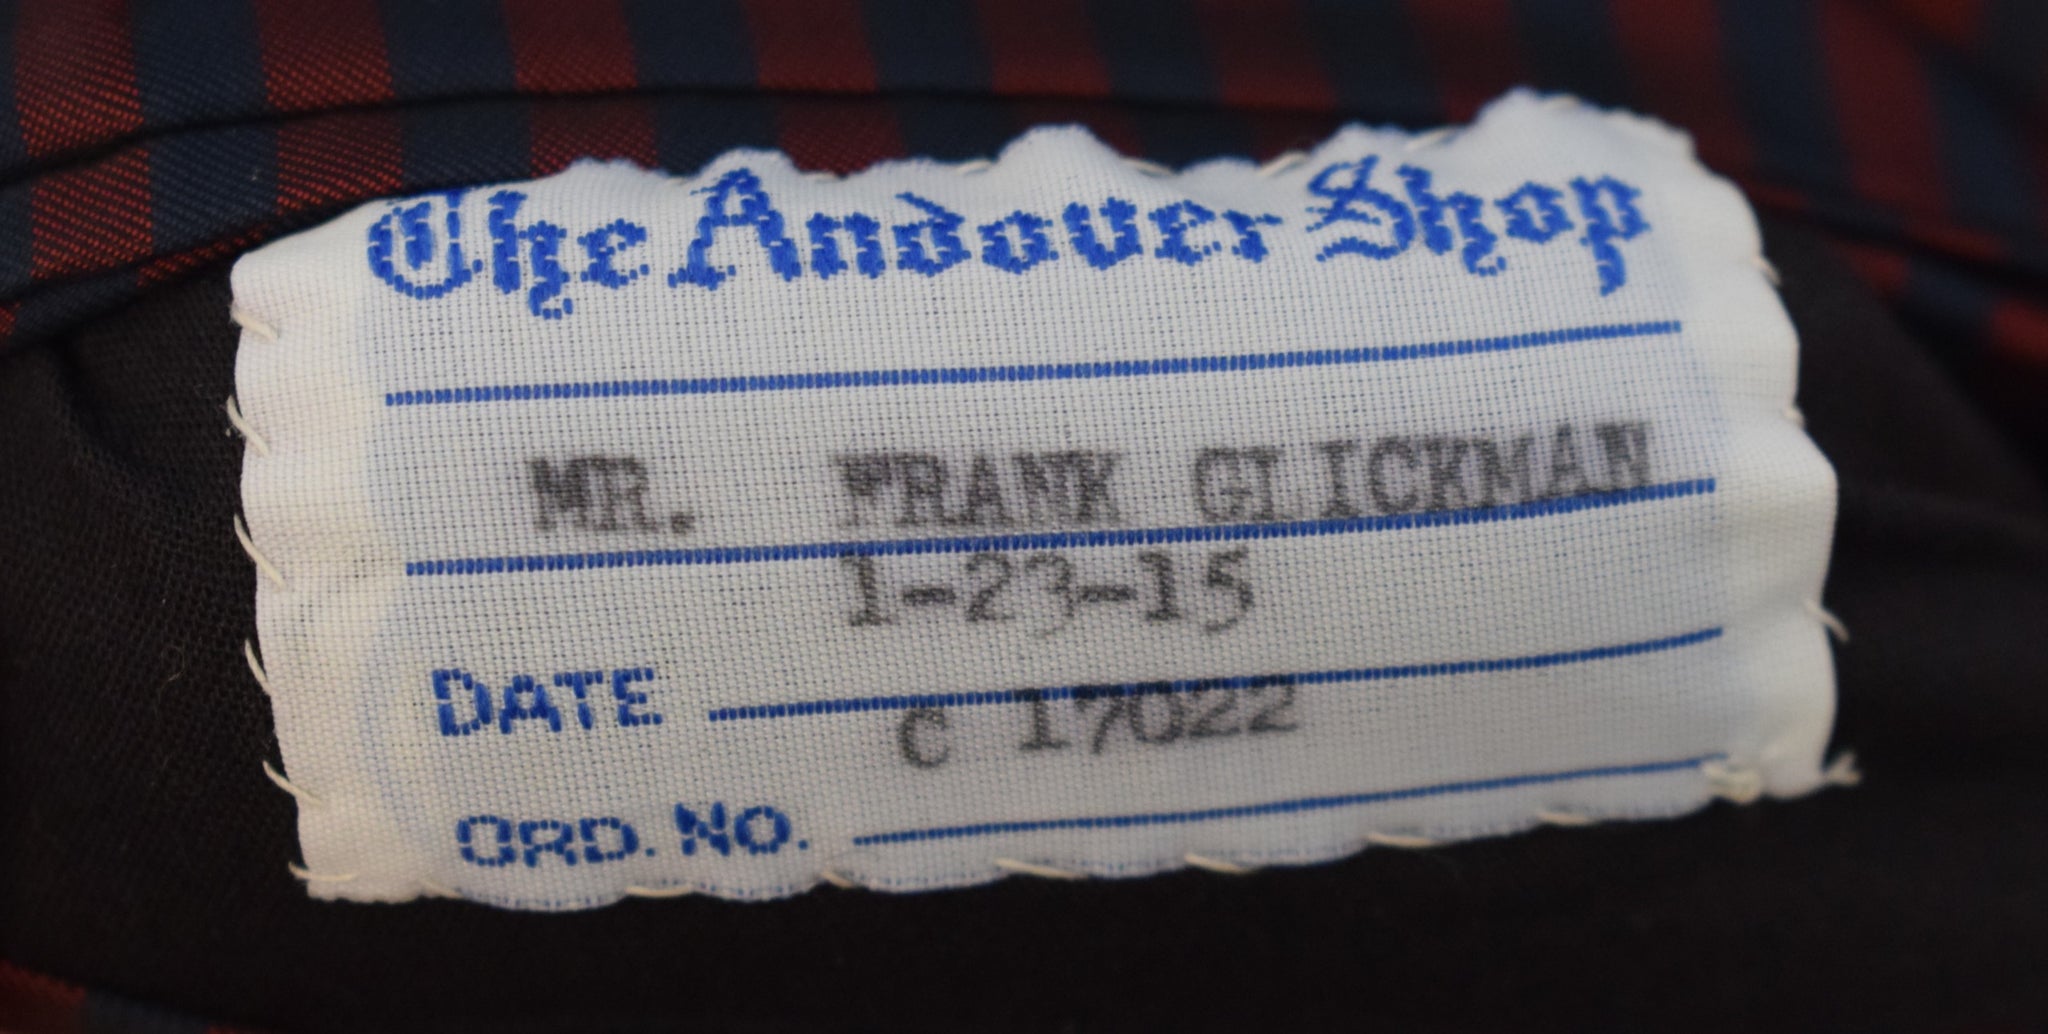 The Andover Shop
MR. FRANK GLICKMAN
1-23-15
DATE
C 17022
ORD. NO.